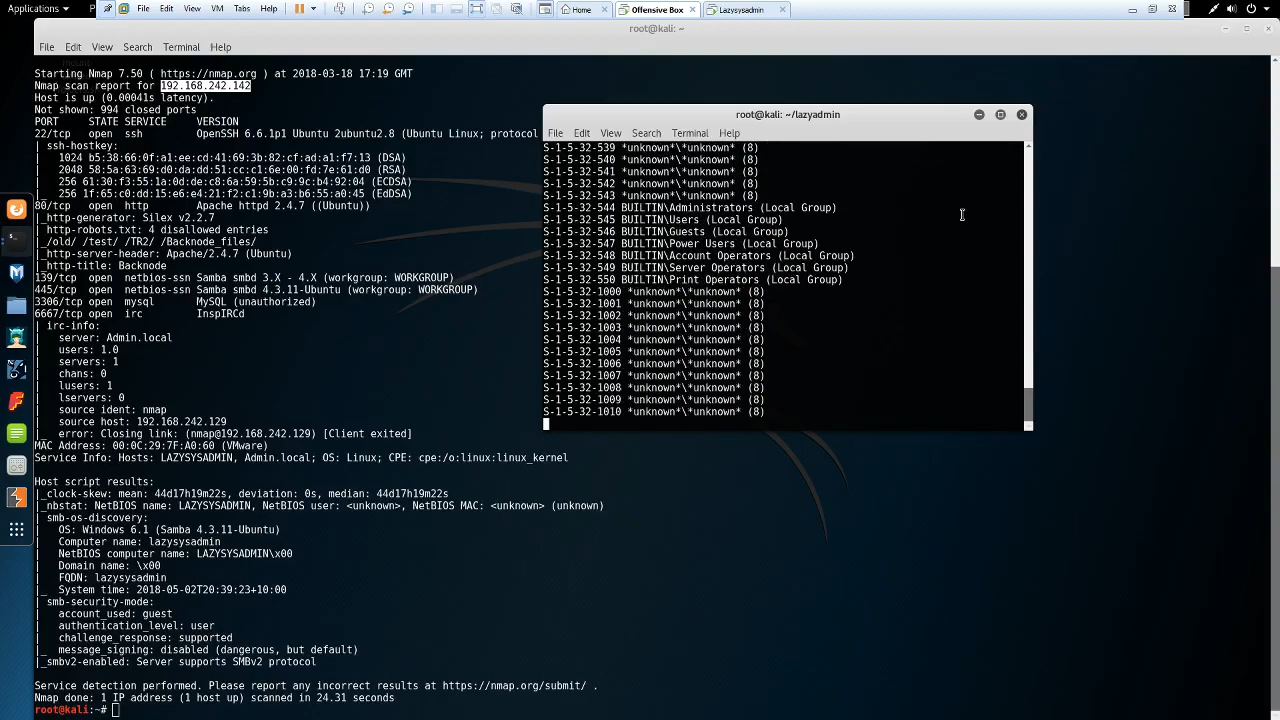 Applications
Places
File Edit View VM Tabs Help
Home
Offensive Box
Lazysysadmin
root@kali: ~
File Edit View Search Terminal Help
mount
Starting Nmap 7.50 ( https://nmap.org ) at 2018-03-18 17:19 GMT
Nmap scan report for 192.168.242.142
Host is up (0.00041s latency).
Not shown: 994 closed ports
PORT     STATE SERVICE     VERSION
22/tcp   open  ssh         OpenSSH 6.6.1p1 Ubuntu 2ubuntu2.8 (Ubuntu Linux; protocol
| ssh-hostkey:
|   1024 b5:38:66:0f:a1:ee:cd:41:69:3b:82:cf:ad:a1:f7:13 (DSA)
|   2048 58:5a:63:69:d0:da:dd:51:cc:c1:6e:00:fd:7e:61:d0 (RSA)
|   256 61:30:f3:55:1a:0d:de:c8:6a:59:5b:c9:9c:b4:92:04 (ECDSA)
|_  256 1f:65:c0:dd:15:e6:e4:21:f2:c1:9b:a3:b6:55:a0:45 (EdDSA)
80/tcp   open  http        Apache httpd 2.4.7 ((Ubuntu))
|_http-generator: Silex v2.2.7
| http-robots.txt: 4 disallowed entries
|_/old/ /test/ /TR2/ /Backnode_files/
|_http-server-header: Apache/2.4.7 (Ubuntu)
|_http-title: Backnode
139/tcp  open  netbios-ssn Samba smbd 3.X - 4.X (workgroup: WORKGROUP)
445/tcp  open  netbios-ssn Samba smbd 4.3.11-Ubuntu (workgroup: WORKGROUP)
3306/tcp open  mysql       MySQL (unauthorized)
6667/tcp open  irc         InspIRCd
| irc-info:
|   server: Admin.local
|   users: 1.0
|   servers: 1
|   chans: 0
|   lusers: 1
|   lservers: 0
|   source ident: nmap
|   source host: 192.168.242.129
|_  error: Closing link: (nmap@192.168.242.129) [Client exited]
MAC Address: 00:0C:29:7F:A0:60 (VMware)
Service Info: Hosts: LAZYSYSADMIN, Admin.local; OS: Linux; CPE: cpe:/o:linux:linux_kernel
Host script results:
|_clock-skew: mean: 44d17h19m22s, deviation: 0s, median: 44d17h19m22s
|_nbstat: NetBIOS name: LAZYSYSADMIN, NetBIOS user: <unknown>, NetBIOS MAC: <unknown> (unknown)
| smb-os-discovery:
|   OS: Windows 6.1 (Samba 4.3.11-Ubuntu)
|   Computer name: lazysysadmin
|   NetBIOS computer name: LAZYSYSADMIN\x00
|   Domain name: \x00
|   FQDN: lazysysadmin
|_  System time: 2018-05-02T20:39:23+10:00
| smb-security-mode:
|   account_used: guest
|   authentication_level: user
|   challenge_response: supported
|_  message_signing: disabled (dangerous, but default)
|_smbv2-enabled: Server supports SMBv2 protocol
Service detection performed. Please report any incorrect results at https://nmap.org/submit/ .
Nmap done: 1 IP address (1 host up) scanned in 24.31 seconds
root@kali:~#
root@kali: ~/lazyadmin
File Edit View Search Terminal Help
S-1-5-32-539 *unknown*\*unknown* (8)
S-1-5-32-540 *unknown*\*unknown* (8)
S-1-5-32-541 *unknown*\*unknown* (8)
S-1-5-32-542 *unknown*\*unknown* (8)
S-1-5-32-543 *unknown*\*unknown* (8)
S-1-5-32-544 BUILTIN\Administrators (Local Group)
S-1-5-32-545 BUILTIN\Users (Local Group)
S-1-5-32-546 BUILTIN\Guests (Local Group)
S-1-5-32-547 BUILTIN\Power Users (Local Group)
S-1-5-32-548 BUILTIN\Account Operators (Local Group)
S-1-5-32-549 BUILTIN\Server Operators (Local Group)
S-1-5-32-550 BUILTIN\Print Operators (Local Group)
S-1-5-32-1000 *unknown*\*unknown* (8)
S-1-5-32-1001 *unknown*\*unknown* (8)
S-1-5-32-1002 *unknown*\*unknown* (8)
S-1-5-32-1003 *unknown*\*unknown* (8)
S-1-5-32-1004 *unknown*\*unknown* (8)
S-1-5-32-1005 *unknown*\*unknown* (8)
S-1-5-32-1006 *unknown*\*unknown* (8)
S-1-5-32-1007 *unknown*\*unknown* (8)
S-1-5-32-1008 *unknown*\*unknown* (8)
S-1-5-32-1009 *unknown*\*unknown* (8)
S-1-5-32-1010 *unknown*\*unknown* (8)